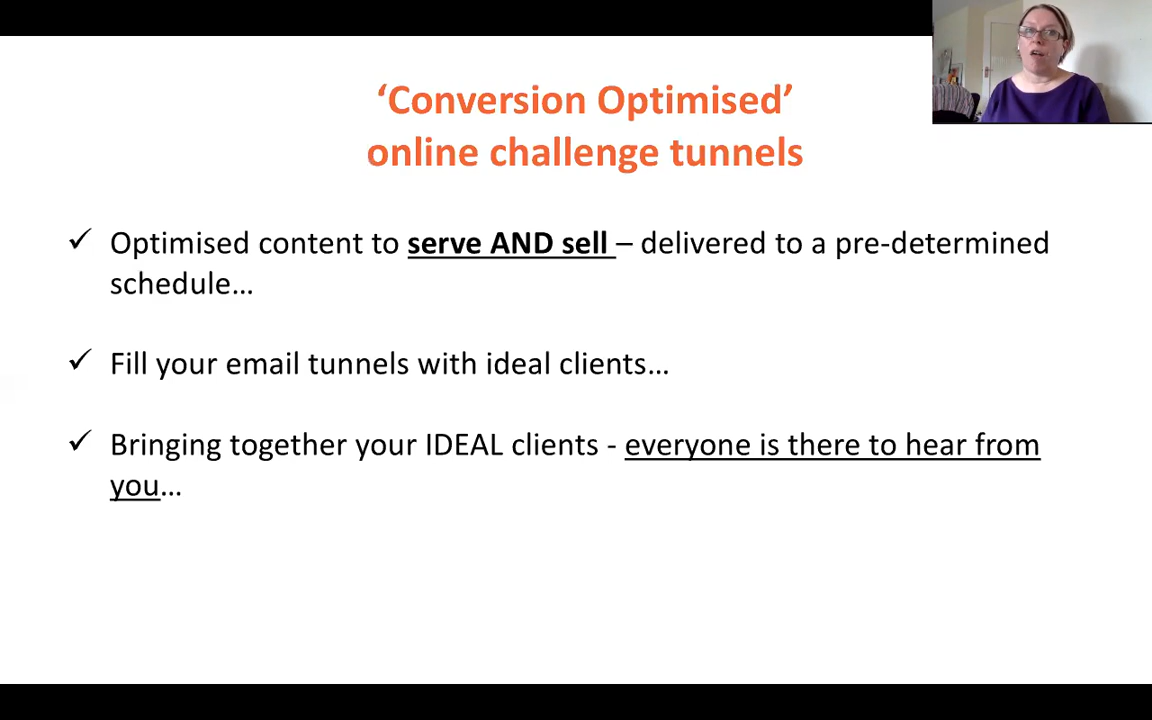 ‘Conversion Optimised’
online challenge tunnels
✓ Optimised content to serve AND sell – delivered to a pre-determined
schedule…
✓ Fill your email tunnels with ideal clients…
✓ Bringing together your IDEAL clients - everyone is there to hear from
you…